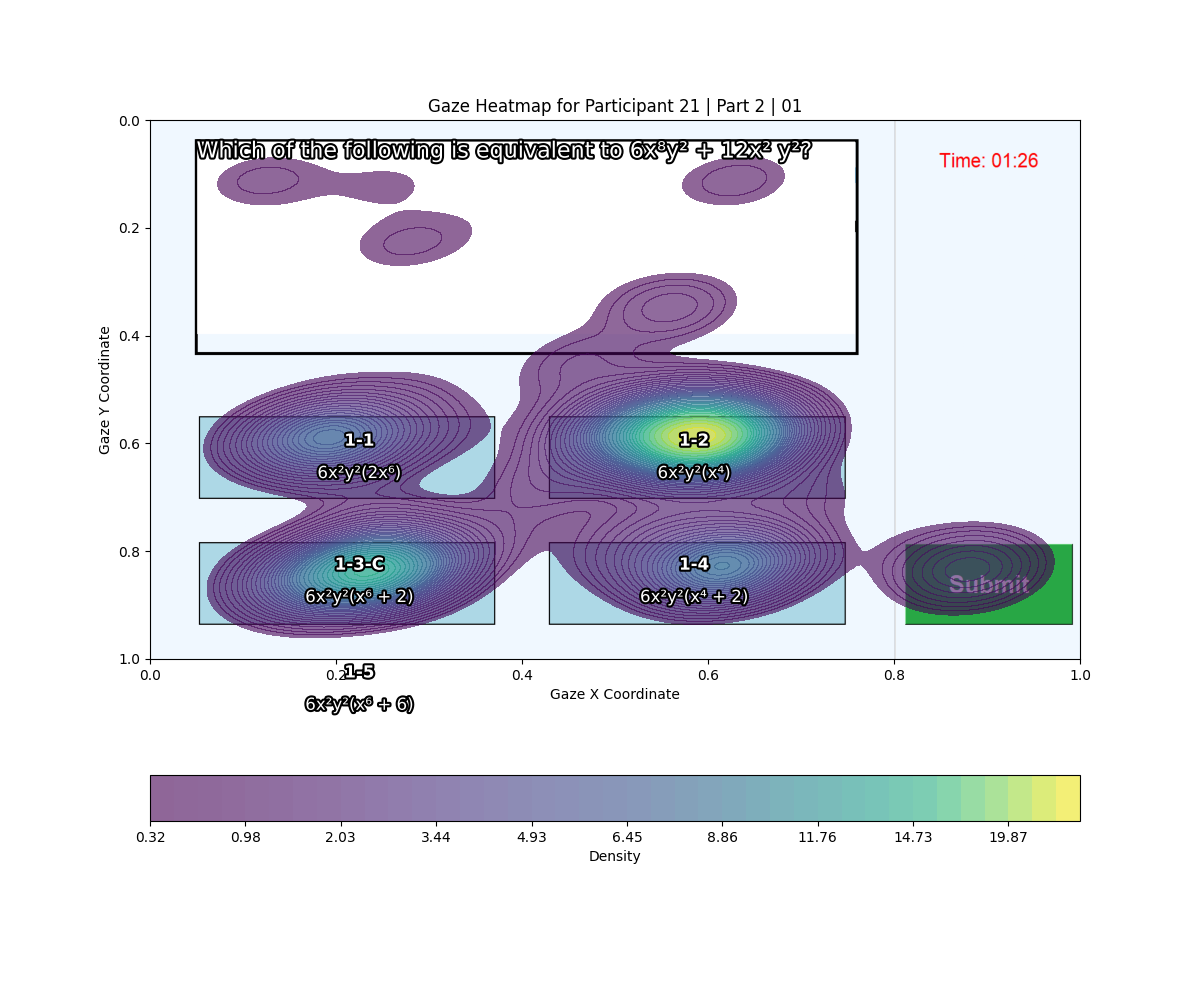 Gaze Heatmap for Participant 21 | Part 2 | 01
Which of the following is equivalent to 6x⁸y² + 12x² y²?
Time: 01:26
0.0
0.2
0.4
0.6
0.8
1.0
Gaze Y Coordinate
1-1
6x²y²(2x⁶)
1-2
6x²y²(x⁴)
1-3-C
6x²y²(x⁶ + 2)
1-4
6x²y²(x⁴ + 2)
Submit
0.0 0.2 0.4 0.6 0.8 1.0
1-5
6x²y²(x⁶ + 6)
Gaze X Coordinate
0.32 0.98 2.03 3.44 4.93 6.45 8.86 11.76 14.73 19.87
Density